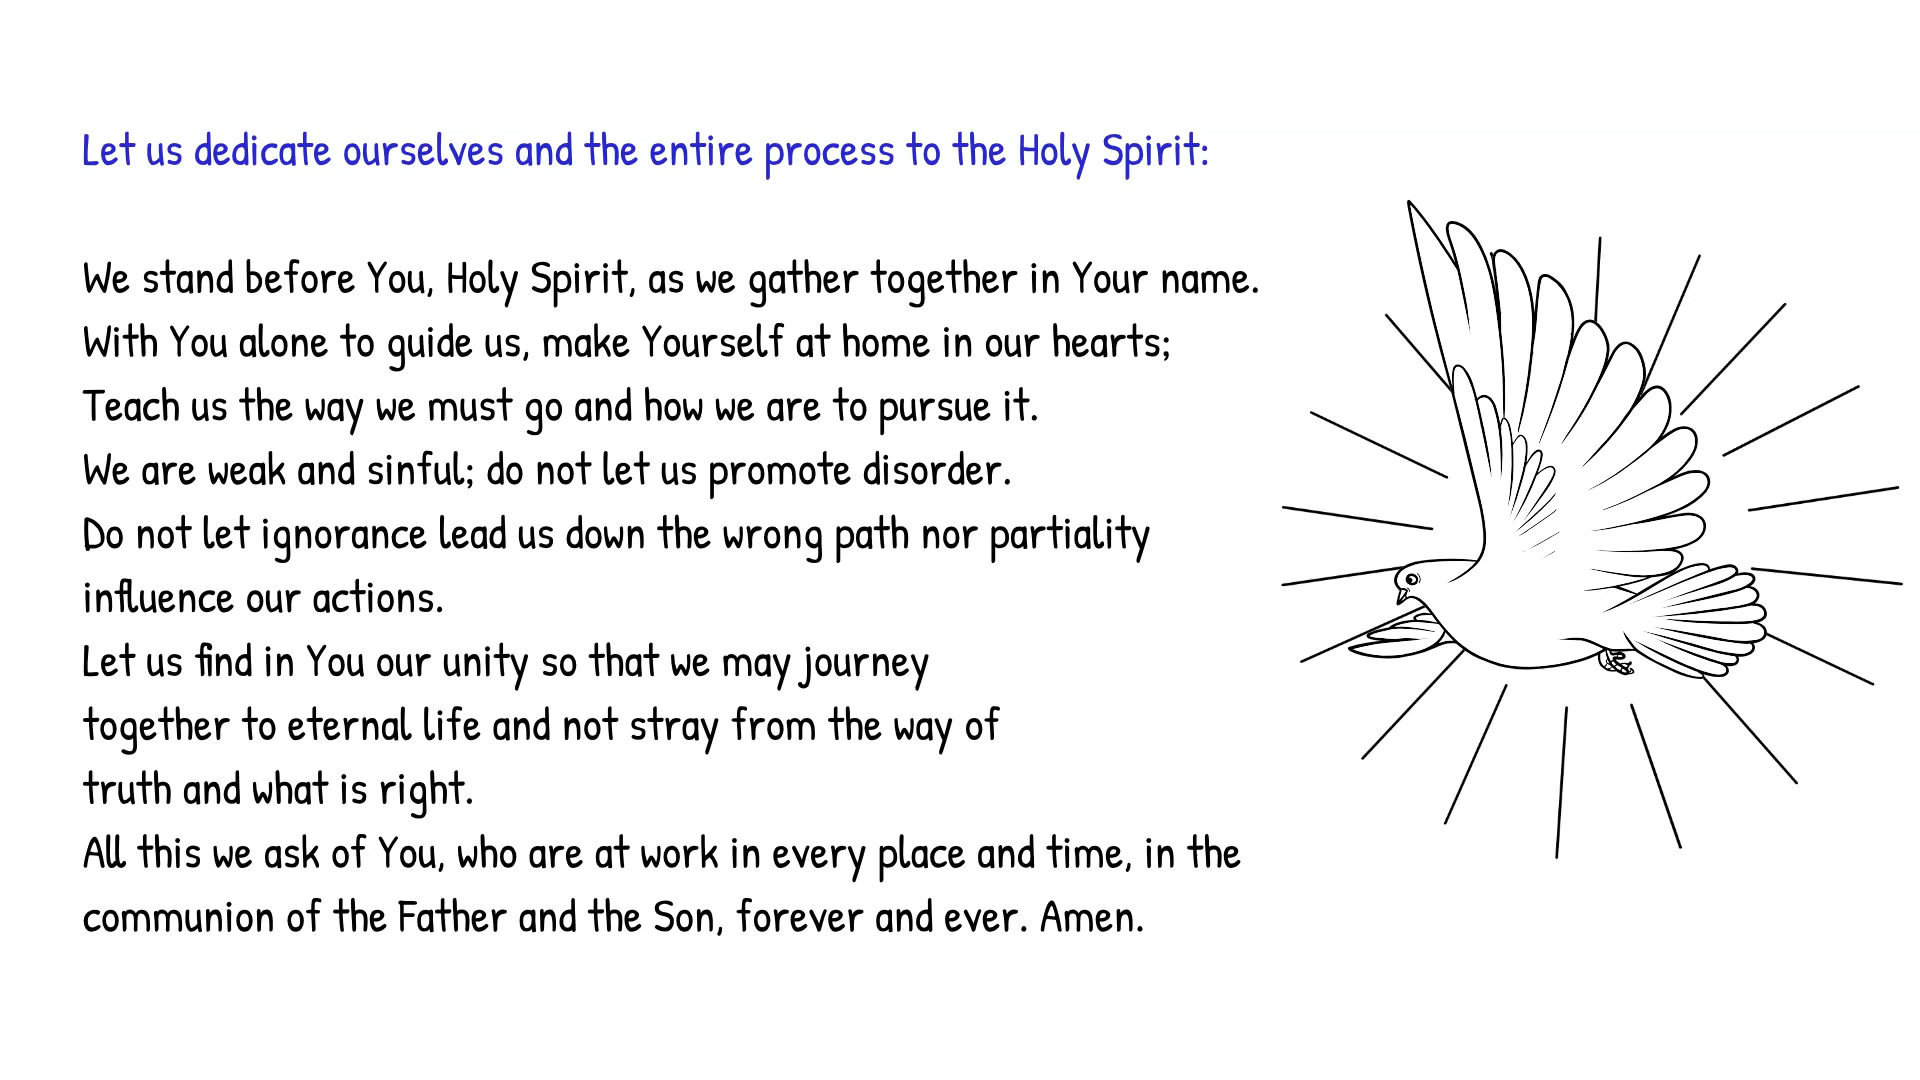 Let us dedicate ourselves and the entire process to the Holy Spirit:
We stand before You, Holy Spirit, as we gather together in Your name.
With You alone to guide us, make Yourself at home in our hearts;
Teach us the way we must go and how we are to pursue it.
We are weak and sinful; do not let us promote disorder.
Do not let ignorance lead us down the wrong path nor partiality
influence our actions.
Let us find in You our unity so that we may journey
together to eternal life and not stray from the way of
truth and what is right.
All this we ask of You, who are at work in every place and time, in the
communion of the Father and the Son, forever and ever. Amen.